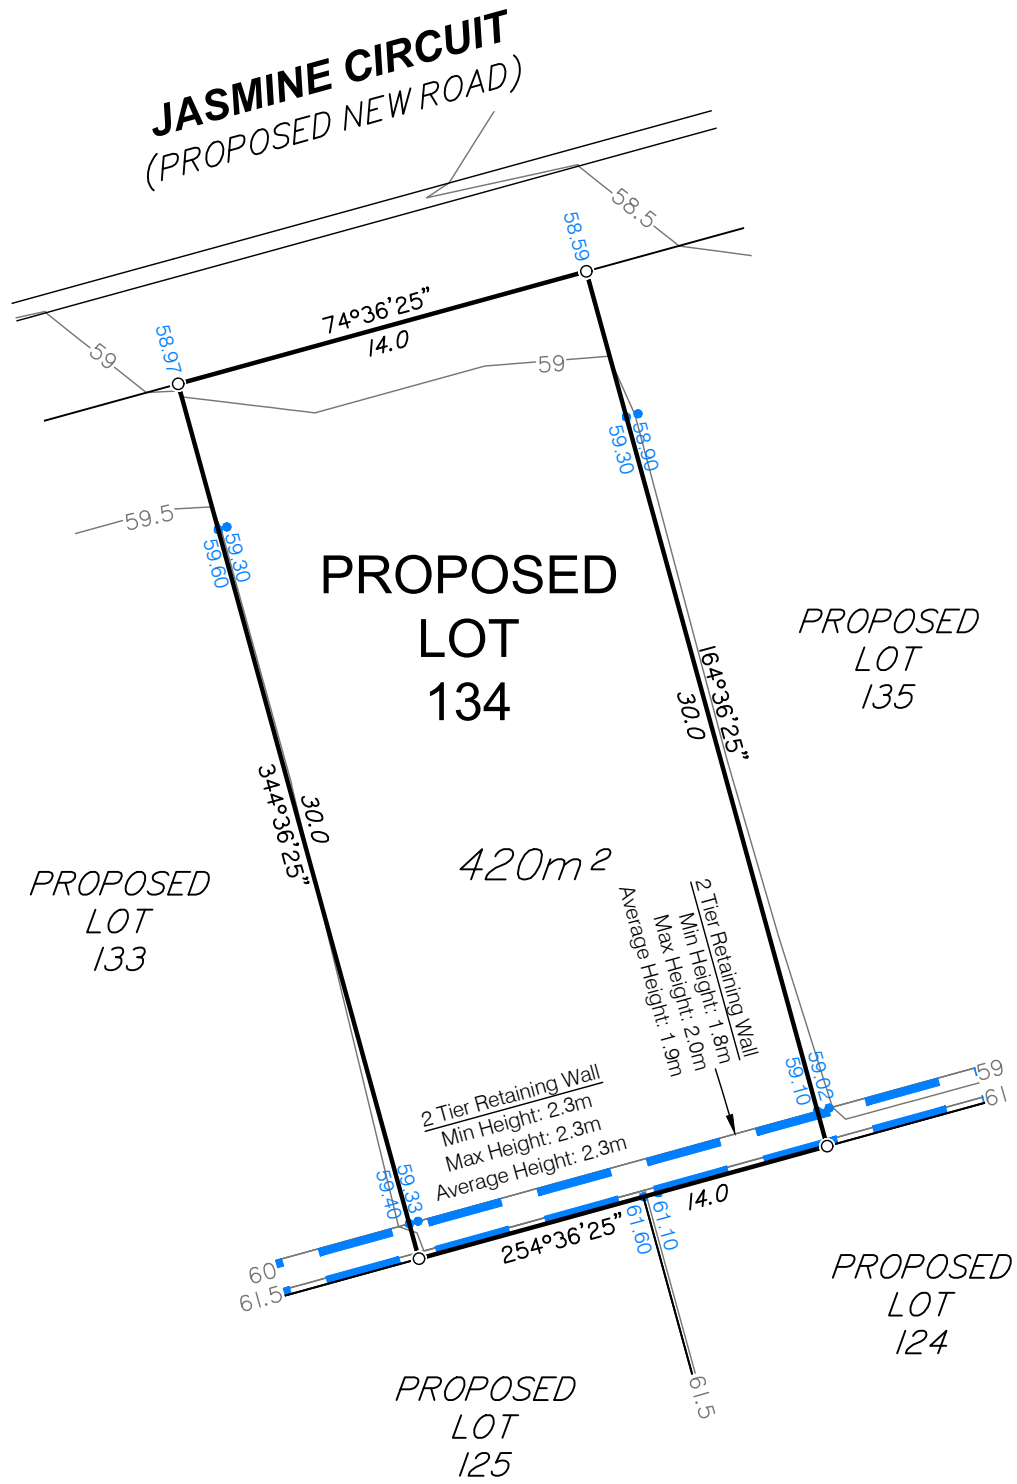 JASMINE CIRCUIT
(PROPOSED NEW ROAD)
58.5
58.59
74°36'25"
14.0
58.97
59
59
58.90
59.30
59.5
59.30
59.60
PROPOSED
LOT
134
PROPOSED
LOT
135
164°36'25"
30.0
344°36'25"
30.0
420m²
PROPOSED
LOT
133
2 Tier Retaining Wall
Min Height: 1.8m
Max Height: 2.0m
Average Height: 1.9m
59.02
59.10
59
61
2 Tier Retaining Wall
Min Height: 2.3m
Max Height: 2.3m
Average Height: 2.3m
59.33
59.40
14.0
254°36'25"
61.10
61.60
60
61.5
PROPOSED
LOT
124
61.5
PROPOSED
LOT
125